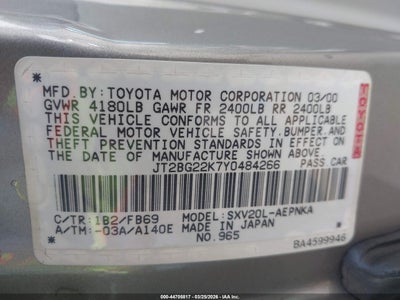 MFD.BY:TOYOTA MOTOR CORPORATION 03/00
GVWR 4180LB GAWR FR 2400LB RR 2400LB
THIS VEHICLE CONFORMS TO ALL APPLICABLE
FEDERAL MOTOR VEHICLE SAFETY,BUMPER,AND
THEFT PREVENTION STANDARDS IN EFFECT ON
THE DATE OF MANUFACTURE SHOWN ABOVE.
JT2BG22K7Y0484266 PASS CAR
TOYOTA
C/TR:1B2/FB69 MODEL:SXV20L-AEPNKA
A/TM:-03A/A140E MADE IN JAPAN
NO.965
BA4599946
000-44706817 - 03/25/2026 - ©IAA